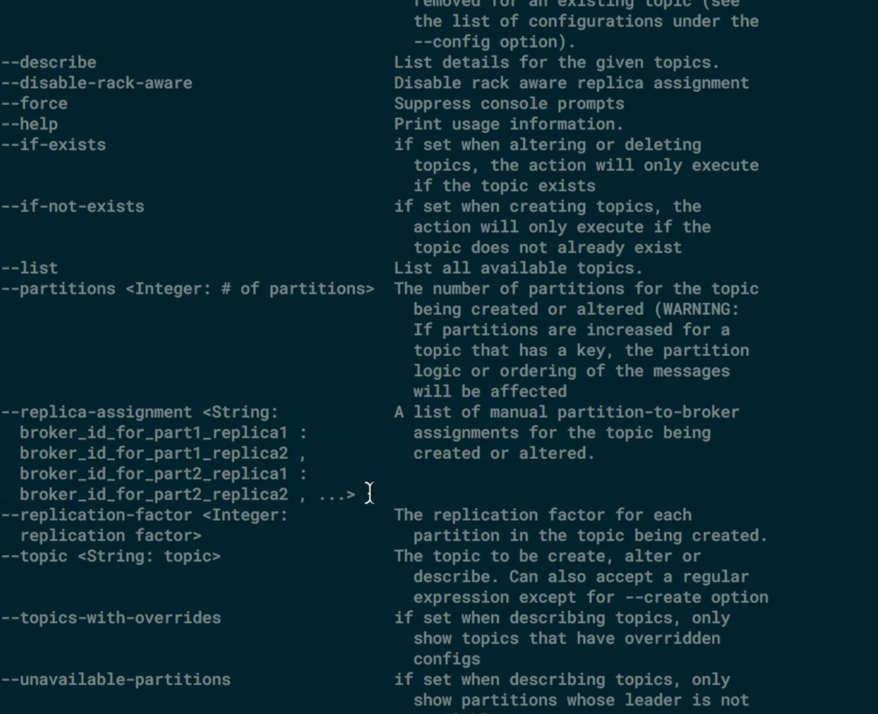 removed for an existing topic (see
the list of configurations under the
--config option).
--describe List details for the given topics.
--disable-rack-aware Disable rack aware replica assignment
--force Suppress console prompts
--help Print usage information.
--if-exists if set when altering or deleting
topics, the action will only execute
if the topic exists
--if-not-exists if set when creating topics, the
action will only execute if the
topic does not already exist
--list List all available topics.
--partitions <Integer: # of partitions> The number of partitions for the topic
being created or altered (WARNING:
If partitions are increased for a
topic that has a key, the partition
logic or ordering of the messages
will be affected
--replica-assignment <String: A list of manual partition-to-broker
broker_id_for_part1_replica1 : assignments for the topic being
broker_id_for_part1_replica2 , created or altered.
broker_id_for_part2_replica1 :
broker_id_for_part2_replica2 , ...>
--replication-factor <Integer: The replication factor for each
replication factor> partition in the topic being created.
--topic <String: topic> The topic to be create, alter or
describe. Can also accept a regular
expression except for --create option
--topics-with-overrides if set when describing topics, only
show topics that have overridden
configs
--unavailable-partitions if set when describing topics, only
show partitions whose leader is not